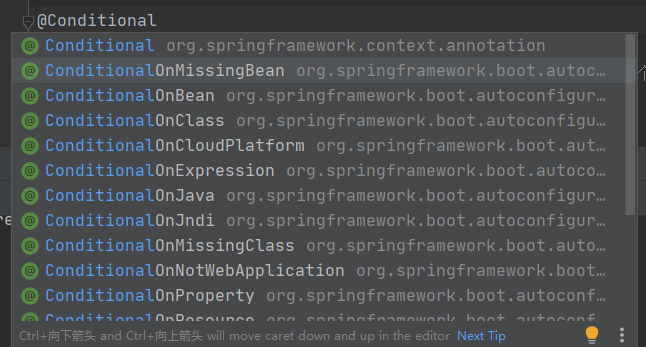 @Conditional
Conditional org.springframework.context.annotation
ConditionalOnMissingBean org.springframework.boot.autoc…
ConditionalOnBean org.springframework.boot.autoconfigur…
ConditionalOnClass org.springframework.boot.autoconfigu…
ConditionalOnCloudPlatform org.springframework.boot.aut…
ConditionalOnExpression org.springframework.boot.autoco…
ConditionalOnJava org.springframework.boot.autoconfigur…
ConditionalOnJndi org.springframework.boot.autoconfigur…
ConditionalOnMissingClass org.springframework.boot.auto…
ConditionalOnNotWebApplication org.springframework.boot…
ConditionalOnProperty org.springframework.boot.autoconf…
ConditionalOnResource org.springframework.boot.autoconf…
Ctrl+向下箭头 and Ctrl+向上箭头 will move caret down and up in the editor Next Tip